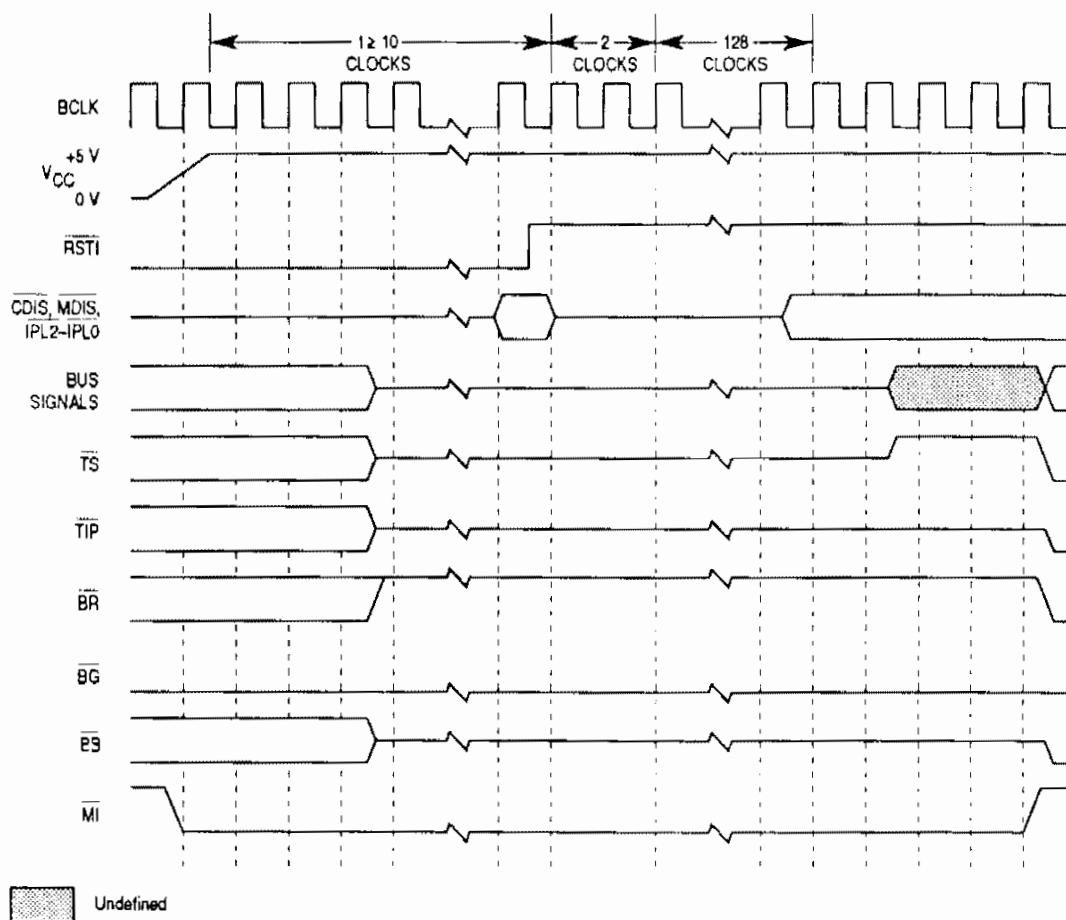 1 ≥ 10
CLOCKS
2
CLOCKS
128
CLOCKS
BCLK
+5 V
VCC
0 V
RSTI
CDIS, MDIS,
IPL2–IPL0
BUS
SIGNALS
TS
TIP
BR
BG
MI
Undefined